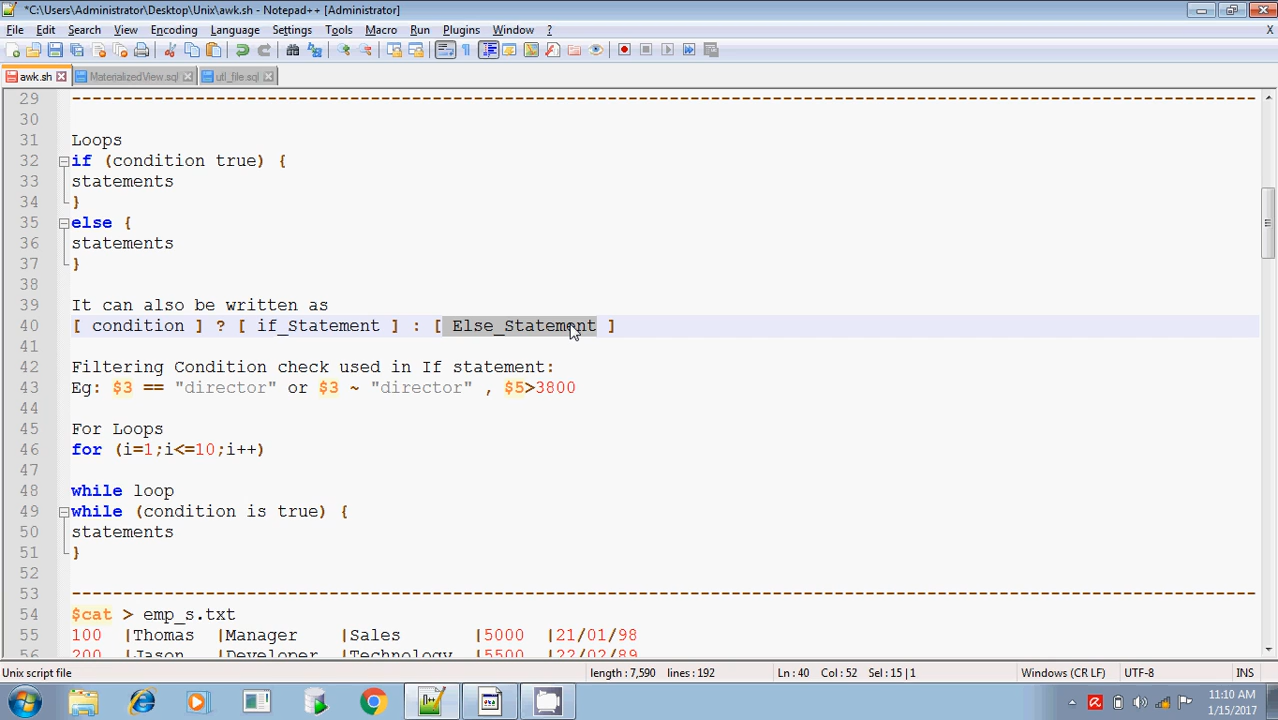 *C:\Users\Administrator\Desktop\Unix\awk.sh - Notepad++ [Administrator]
File Edit Search View Encoding Language Settings Tools Macro Run Plugins Window ? X
awk.sh MaterializedView.sql utl_file.sql
29 --------------------------------------------------------------------------------------------------------------------
30
31 Loops
32 if (condition true) {
33 statements
34 }
35 else {
36 statements
37 }
38
39 It can also be written as
40 [ condition ] ? [ if_Statement ] : [ Else_Statement ]
41
42 Filtering Condition check used in If statement:
43 Eg: $3 == "director" or $3 ~ "director" , $5>3800
44
45 For Loops
46 for (i=1;i<=10;i++)
47
48 while loop
49 while (condition is true) {
50 statements
51 }
52
53 --------------------------------------------------------------------------------------------------------------------
54 $cat > emp_s.txt
55 100 |Thomas |Manager |Sales |5000 |21/01/98
56 200 |Jason |Developer |Technology |5500 |22/02/89
Unix script file length : 7,590 lines : 192 Ln : 40 Col : 52 Sel : 15 | 1 Windows (CR LF) UTF-8 INS
11:10 AM
1/15/2017